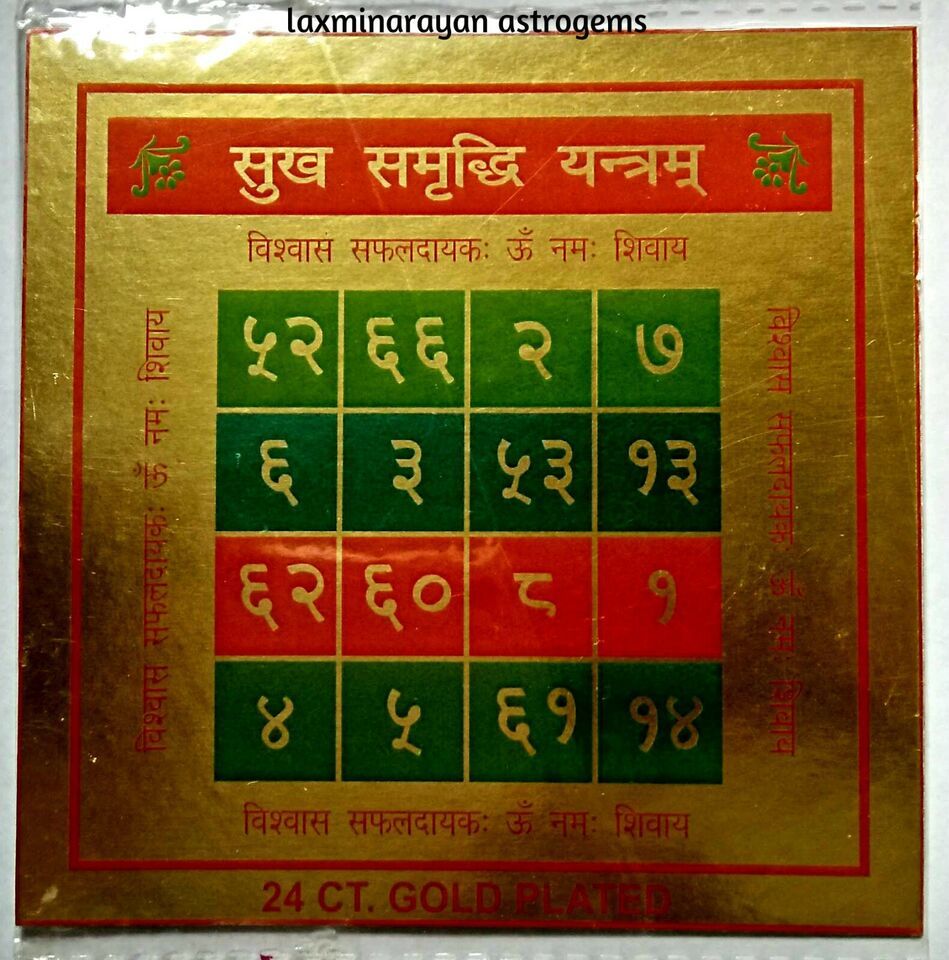 laxminarayan astrogems
सुख समृद्धि यन्त्रम्
विश्वास सफलदायकः ऊँ नमः शिवाय
विश्वास सफलदायकः ऊँ नमः शिवाय
५२ ६६ २ ७
६ ३ ५३ १३
६२ ६० ८ १
४ ५ ६१ १४
विश्वास सफलदायकः ऊँ नमः शिवाय
विश्वास सफलदायकः ऊँ नमः शिवाय
24 CT. GOLD PLATED